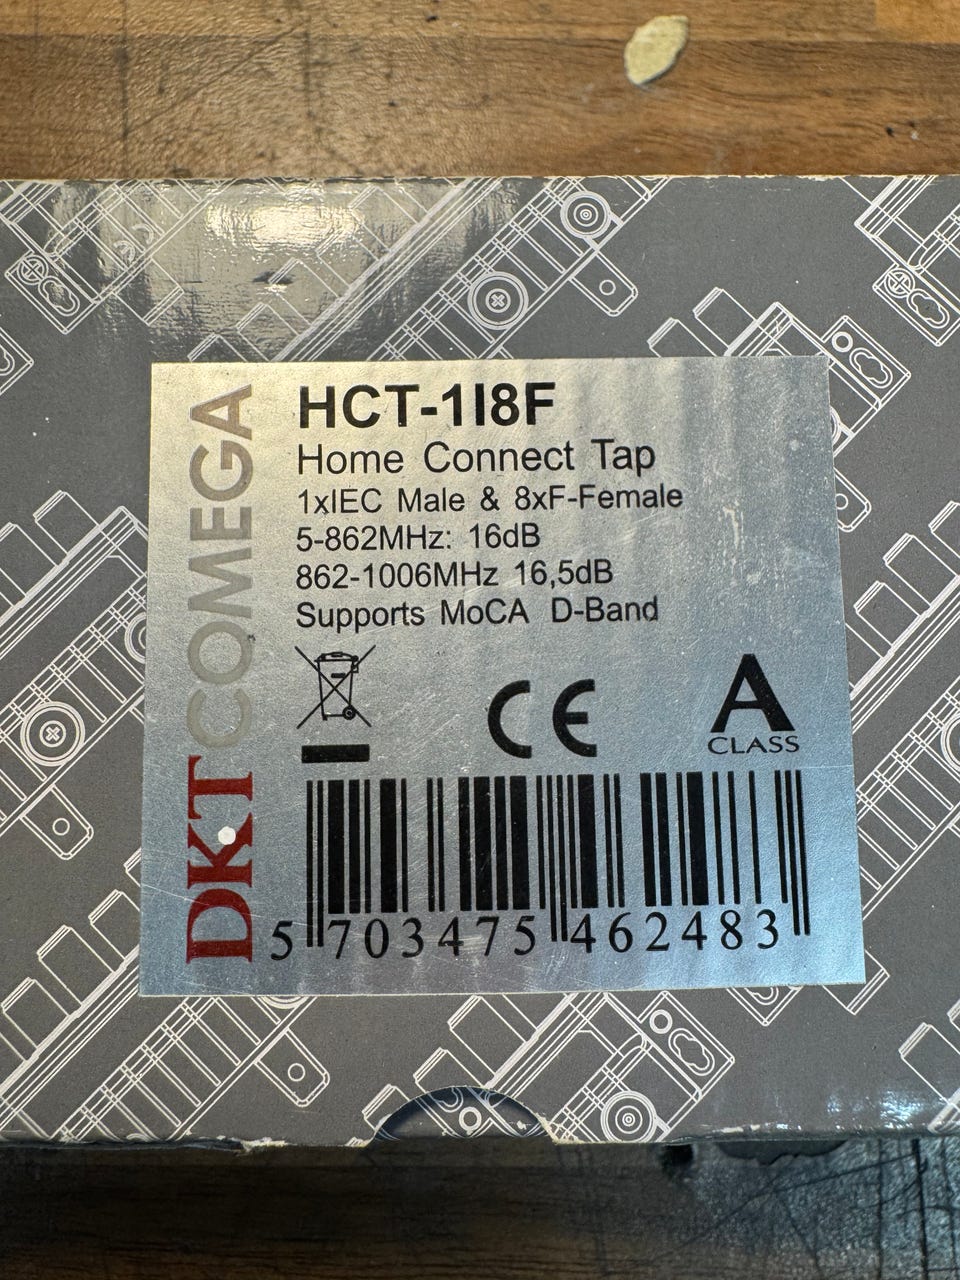 DKTCOMEGA
HCT-1I8F
Home Connect Tap
1xIEC Male & 8xF-Female
5-862MHz: 16dB
862-1006MHz 16,5dB
Supports MoCA D-Band
CE
A
CLASS
5 703475 462483